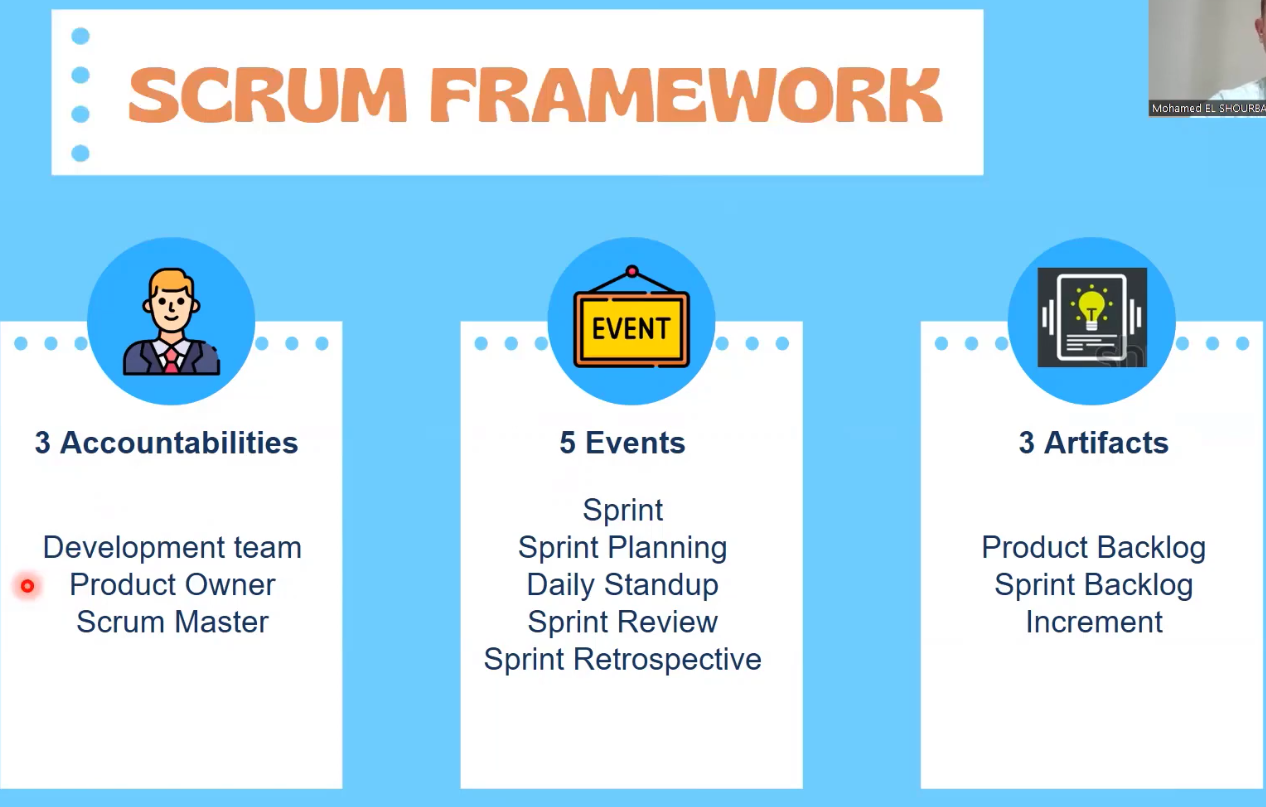 SCRUM FRAMEWORK
Mohamed EL SHOURBA
EVENT
3 Accountabilities
Development team
Product Owner
Scrum Master
5 Events
Sprint
Sprint Planning
Daily Standup
Sprint Review
Sprint Retrospective
3 Artifacts
Product Backlog
Sprint Backlog
Increment